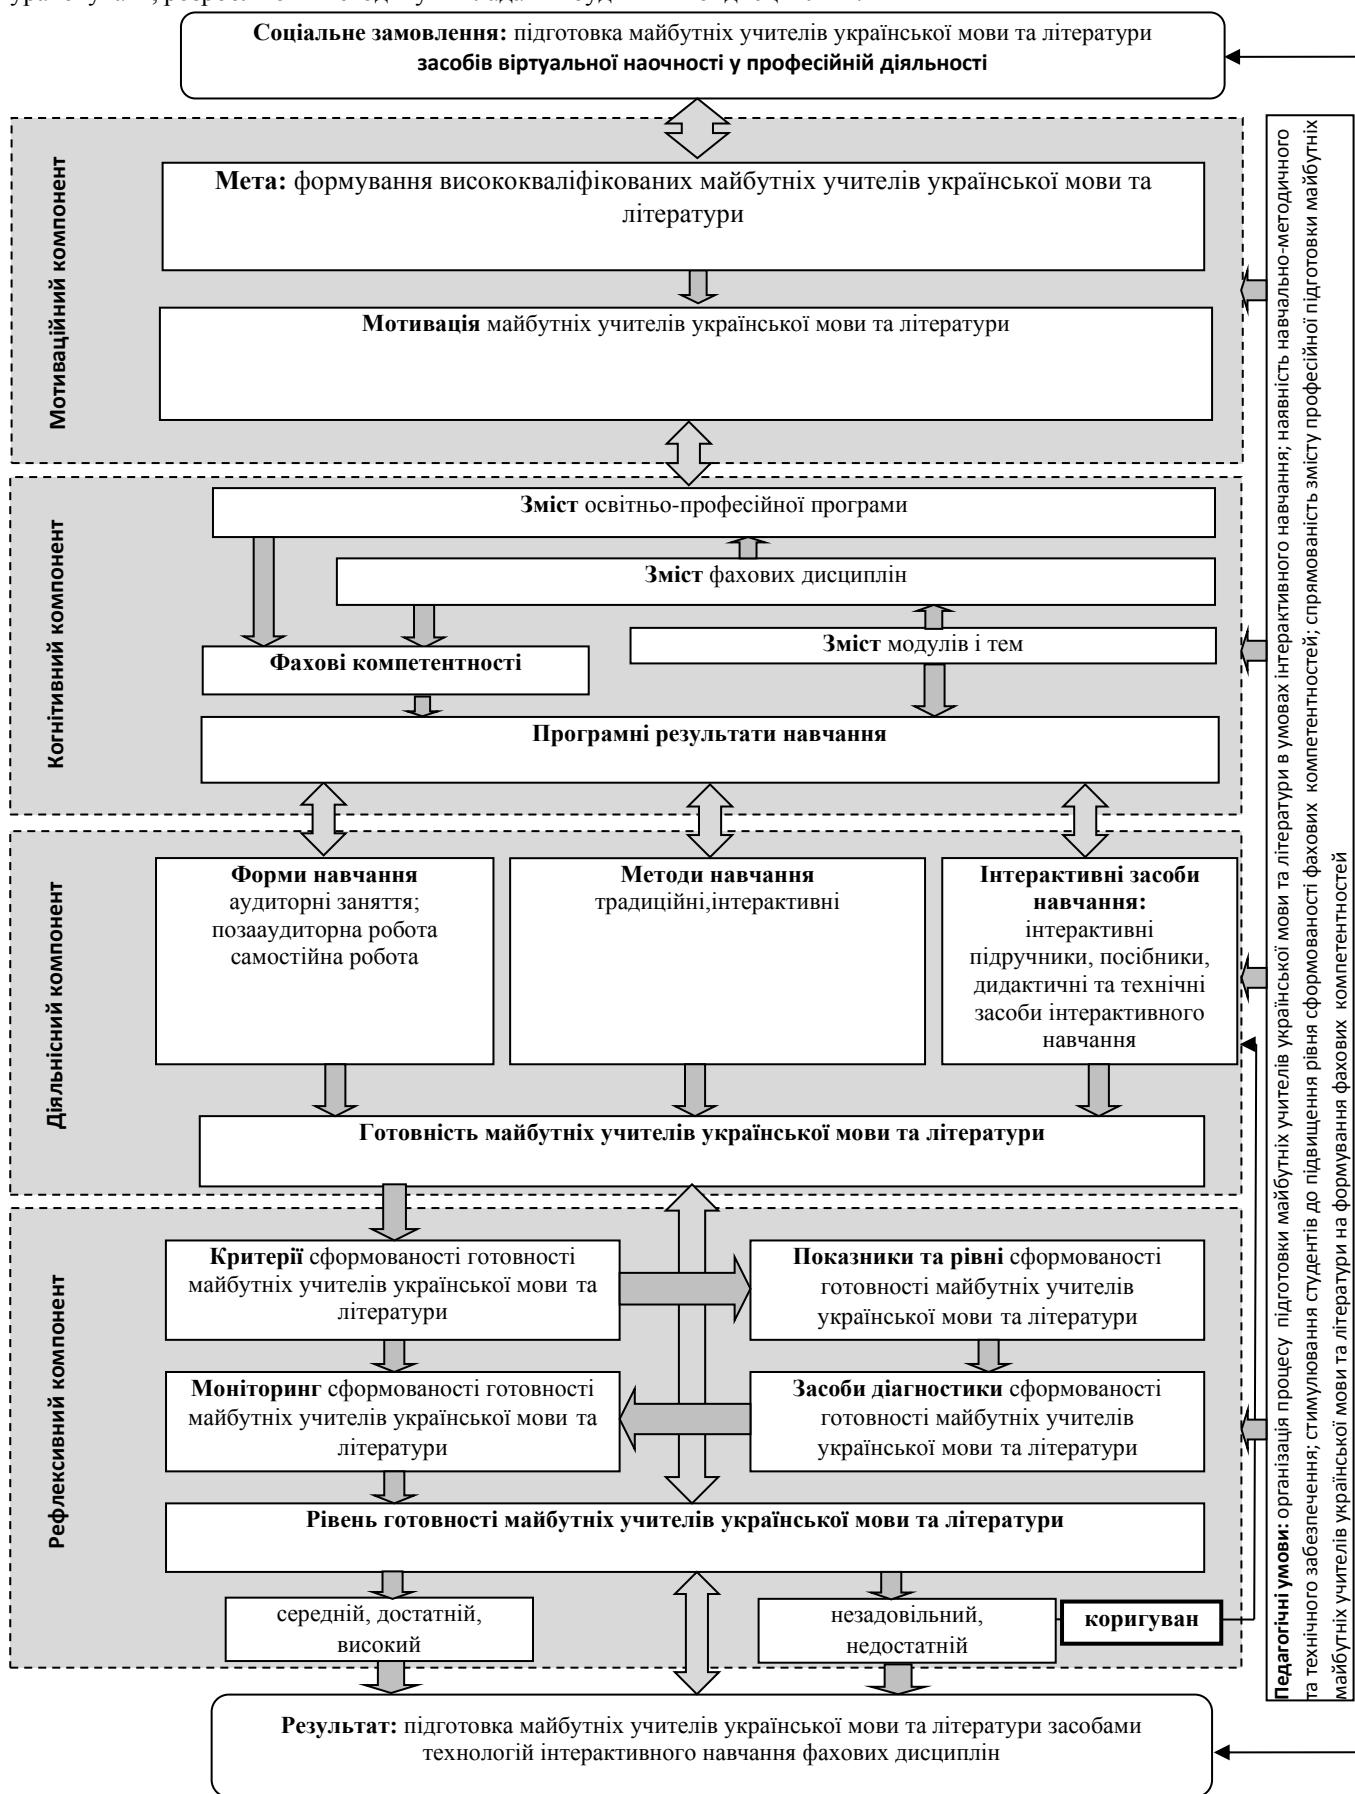 Соціальне замовлення: підготовка майбутніх учителів української мови та літератури
засобів віртуальної наочності у професійній діяльності
Мотиваційний компонент
Мета: формування висококваліфікованих майбутніх учителів української мови та
літератури
Мотивація майбутніх учителів української мови та літератури
Когнітивний компонент
Зміст освітньо-професійної програми
Зміст фахових дисциплін
Зміст модулів і тем
Фахові компетентності
Програмні результати навчання
Діяльнісний компонент
Форми навчання
аудиторні заняття;
позааудиторна робота
самостійна робота
Методи навчання
традиційні,інтерактивні
Інтерактивні засоби
навчання:
інтерактивні
підручники, посібники,
дидактичні та технічні
засоби інтерактивного
навчання
Готовність майбутніх учителів української мови та літератури
Рефлексивний компонент
Критерії сформованості готовності
майбутніх учителів української мови та
літератури
Показники та рівні сформованості
готовності майбутніх учителів
української мови та літератури
Моніторинг сформованості готовності
майбутніх учителів української мови та
літератури
Засоби діагностики сформованості
готовності майбутніх учителів
української мови та літератури
Рівень готовності майбутніх учителів української мови та літератури
середній, достатній,
високий
незадовільний,
недостатній
коригуван
Результат: підготовка майбутніх учителів української мови та літератури засобами
технологій інтерактивного навчання фахових дисциплін
Педагогічні умови: організація процесу підготовки майбутніх учителів української мови та літератури в умовах інтерактивного навчання; наявність навчально-методичного
та технічного забезпечення; стимулювання студентів до підвищення рівня сформованості фахових компетентностей; спрямованість змісту професійної підготовки майбутніх
майбутніх учителів української мови та літератури на формування фахових компетентностей